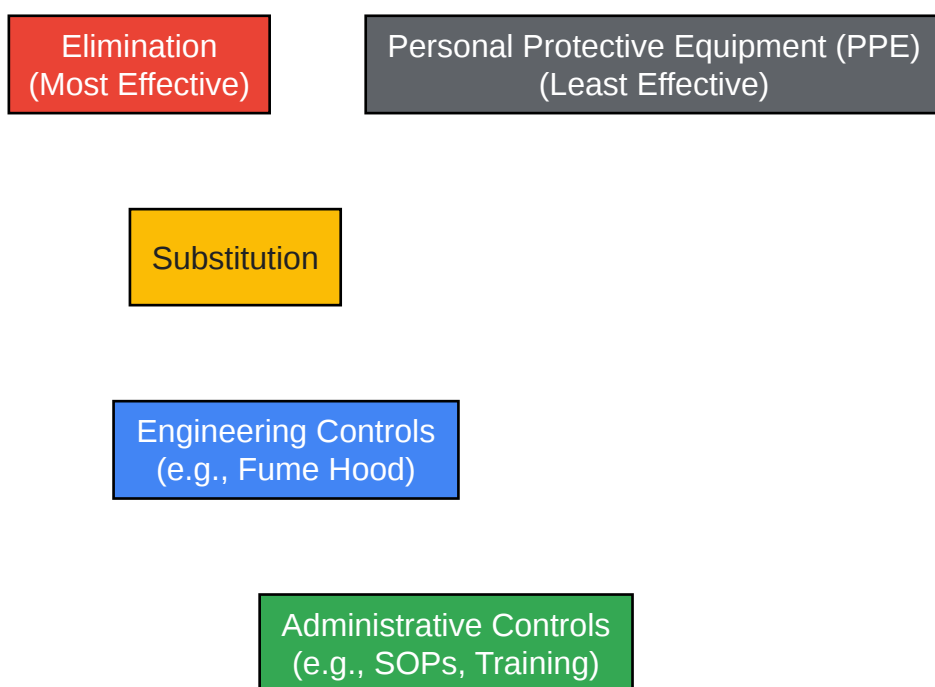 Elimination
(Most Effective)
Personal Protective Equipment (PPE)
(Least Effective)
Substitution
Engineering Controls
(e.g., Fume Hood)
Administrative Controls
(e.g., SOPs, Training)